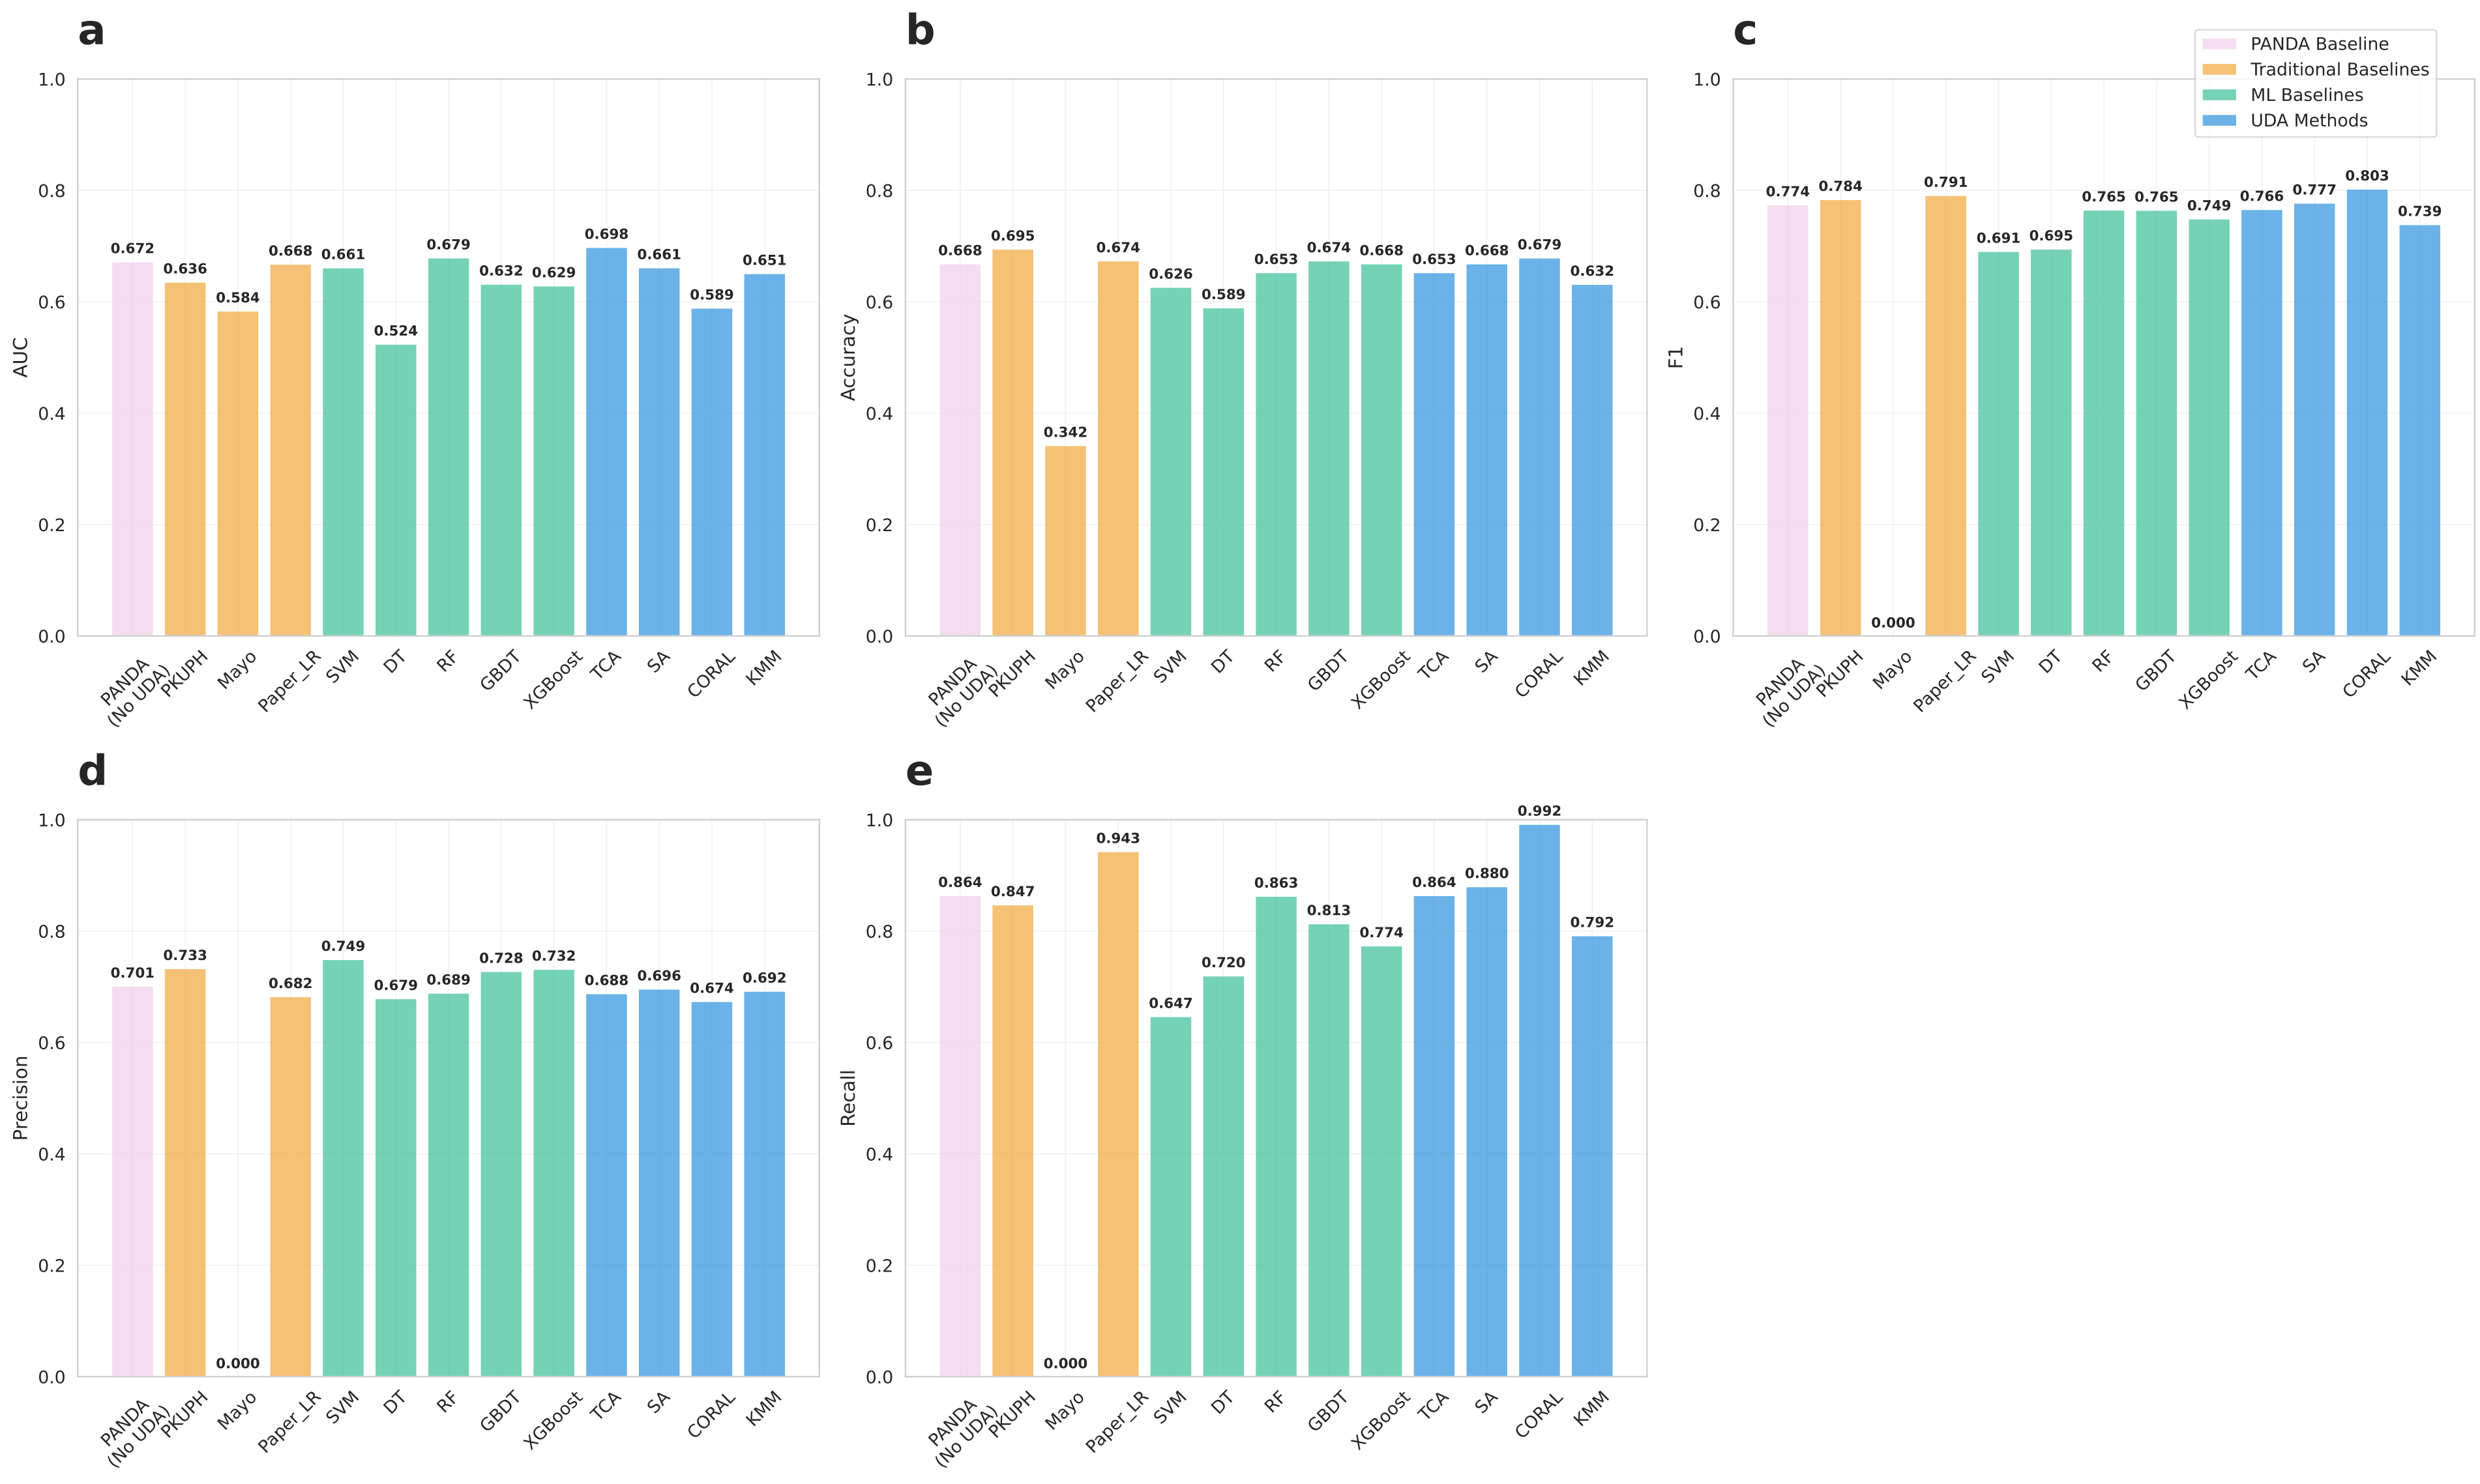 a
1.0
0.8
0.6
0.4
0.2
0.0
AUC
0.672
0.636
0.584
0.668
0.661
0.524
0.679
0.632
0.629
0.698
0.661
0.589
0.651
PANDA
(No UDA)
PKUPH
Mayo
Paper_LR
SVM
DT
RF
GBDT
XGBoost
TCA
SA
CORAL
KMM
b
1.0
0.8
0.6
0.4
0.2
0.0
Accuracy
0.668
0.695
0.342
0.674
0.626
0.589
0.653
0.674
0.668
0.653
0.668
0.679
0.632
PANDA
(No UDA)
PKUPH
Mayo
Paper_LR
SVM
DT
RF
GBDT
XGBoost
TCA
SA
CORAL
KMM
c
PANDA Baseline
Traditional Baselines
ML Baselines
UDA Methods
1.0
0.8
0.6
0.4
0.2
0.0
F1
0.774
0.784
0.000
0.791
0.691
0.695
0.765
0.765
0.749
0.766
0.777
0.803
0.739
PANDA
(No UDA)
PKUPH
Mayo
Paper_LR
SVM
DT
RF
GBDT
XGBoost
TCA
SA
CORAL
KMM
d
1.0
0.8
0.6
0.4
0.2
0.0
Precision
0.701
0.733
0.000
0.682
0.749
0.679
0.689
0.728
0.732
0.688
0.696
0.674
0.692
PANDA
(No UDA)
PKUPH
Mayo
Paper_LR
SVM
DT
RF
GBDT
XGBoost
TCA
SA
CORAL
KMM
e
1.0
0.8
0.6
0.4
0.2
0.0
Recall
0.864
0.847
0.000
0.943
0.647
0.720
0.863
0.813
0.774
0.864
0.880
0.992
0.792
PANDA
(No UDA)
PKUPH
Mayo
Paper_LR
SVM
DT
RF
GBDT
XGBoost
TCA
SA
CORAL
KMM